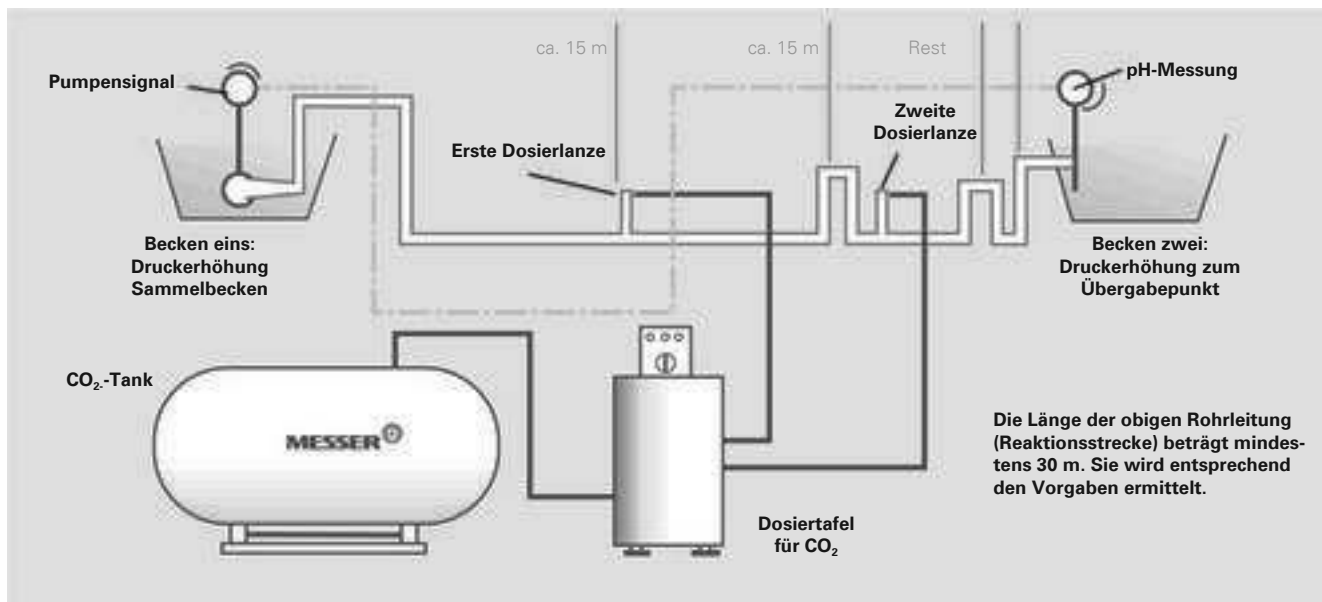 ca. 15 m
ca. 15 m
Rest
Pumpensignal
pH-Messung
Zweite
Dosierlanze
Erste Dosierlanze
Becken eins:
Druckerhöhung
Sammelbecken
Becken zwei:
Druckerhöhung zum
Übergabepunkt
CO₂-Tank
MESSER
Die Länge der obigen Rohrleitung
(Reaktionsstrecke) beträgt mindes-
tens 30 m. Sie wird entsprechend
den Vorgaben ermittelt.
Dosiertafel
für CO₂